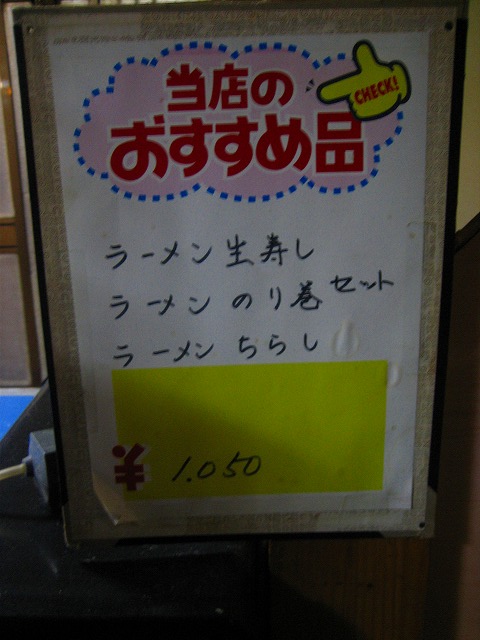 当店の
おすすめ品
CHECK!
ラーメン生寿し
ラーメン のり巻セット
ラーメン ちらし
¥ 1.050